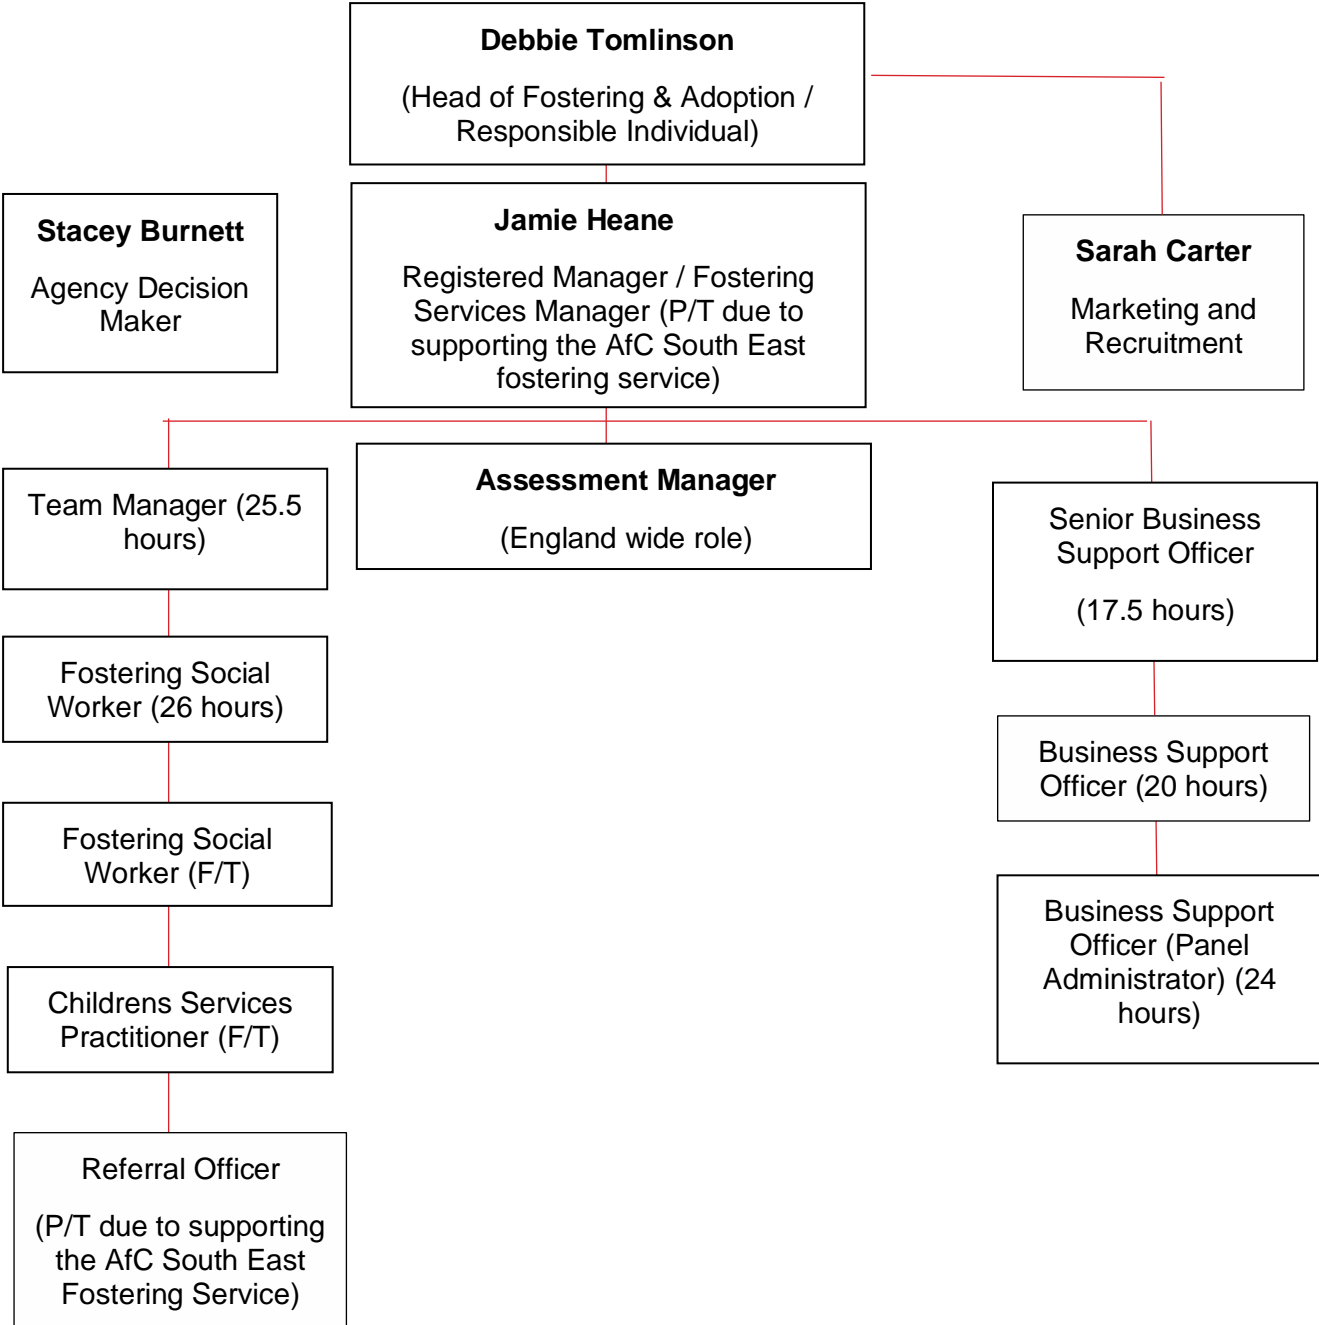 Debbie Tomlinson
(Head of Fostering & Adoption /
Responsible Individual)
Stacey Burnett
Agency Decision
Maker
Jamie Heane
Registered Manager / Fostering
Services Manager (P/T due to
supporting the AfC South East
fostering service)
Sarah Carter
Marketing and
Recruitment
Team Manager (25.5
hours)
Assessment Manager
(England wide role)
Senior Business
Support Officer
(17.5 hours)
Fostering Social
Worker (26 hours)
Business Support
Officer (20 hours)
Fostering Social
Worker (F/T)
Business Support
Officer (Panel
Administrator) (24
hours)
Childrens Services
Practitioner (F/T)
Referral Officer
(P/T due to supporting
the AfC South East
Fostering Service)